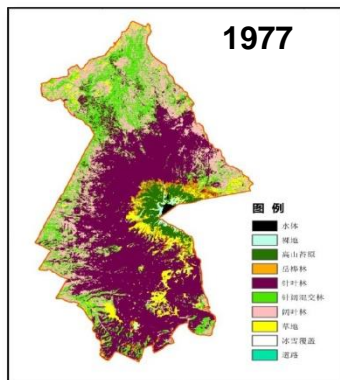 1977
图 例
水体
裸地
高山苔原
岳桦林
针叶林
针阔混交林
阔叶林
草地
冰雪覆盖
道路